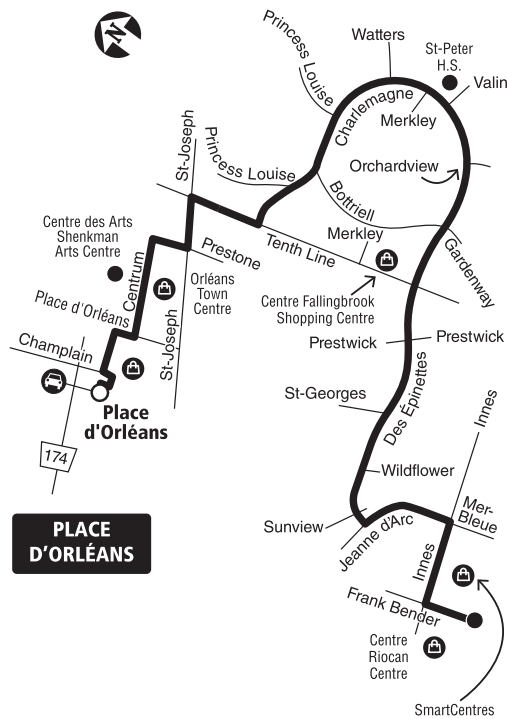 N
Watters
Princess
Louise
St-Peter
H.S.
Valin
Charlemagne
Merkley
St-Joseph
Princess Louise
Orchardview
Bottriell
Centre des Arts
Shenkman
Arts Centre
Prestone
Tenth Line
Merkley
Gardenway
Centrum
Orléans
Town
Centre
Centre Fallingbrook
Shopping Centre
Place d'Orléans
St-Joseph
Champlain
Prestwick
Prestwick
Place
d'Orléans
St-Georges
Des Épinettes
Innes
174
Wildflower
PLACE
D'ORLÉANS
Sunview
Jeanne d'Arc
Mer-
Bleue
Innes
Frank Bender
Centre
Riocan
Centre
SmartCentres